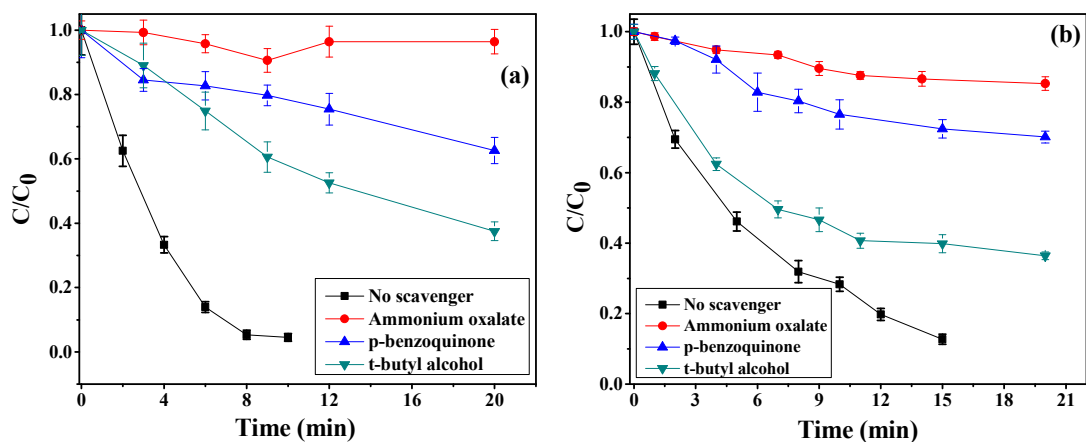 (a)
C/C0
1.0
0.8
0.6
0.4
0.2
0.0
No scavenger
Ammonium oxalate
p-benzoquinone
t-butyl alcohol
0 4 8 12 16 20
Time (min)
(b)
C/C0
1.0
0.8
0.6
0.4
0.2
0.0
No scavenger
Ammonium oxalate
p-benzoquinone
t-butyl alcohol
0 3 6 9 12 15 18 21
Time (min)